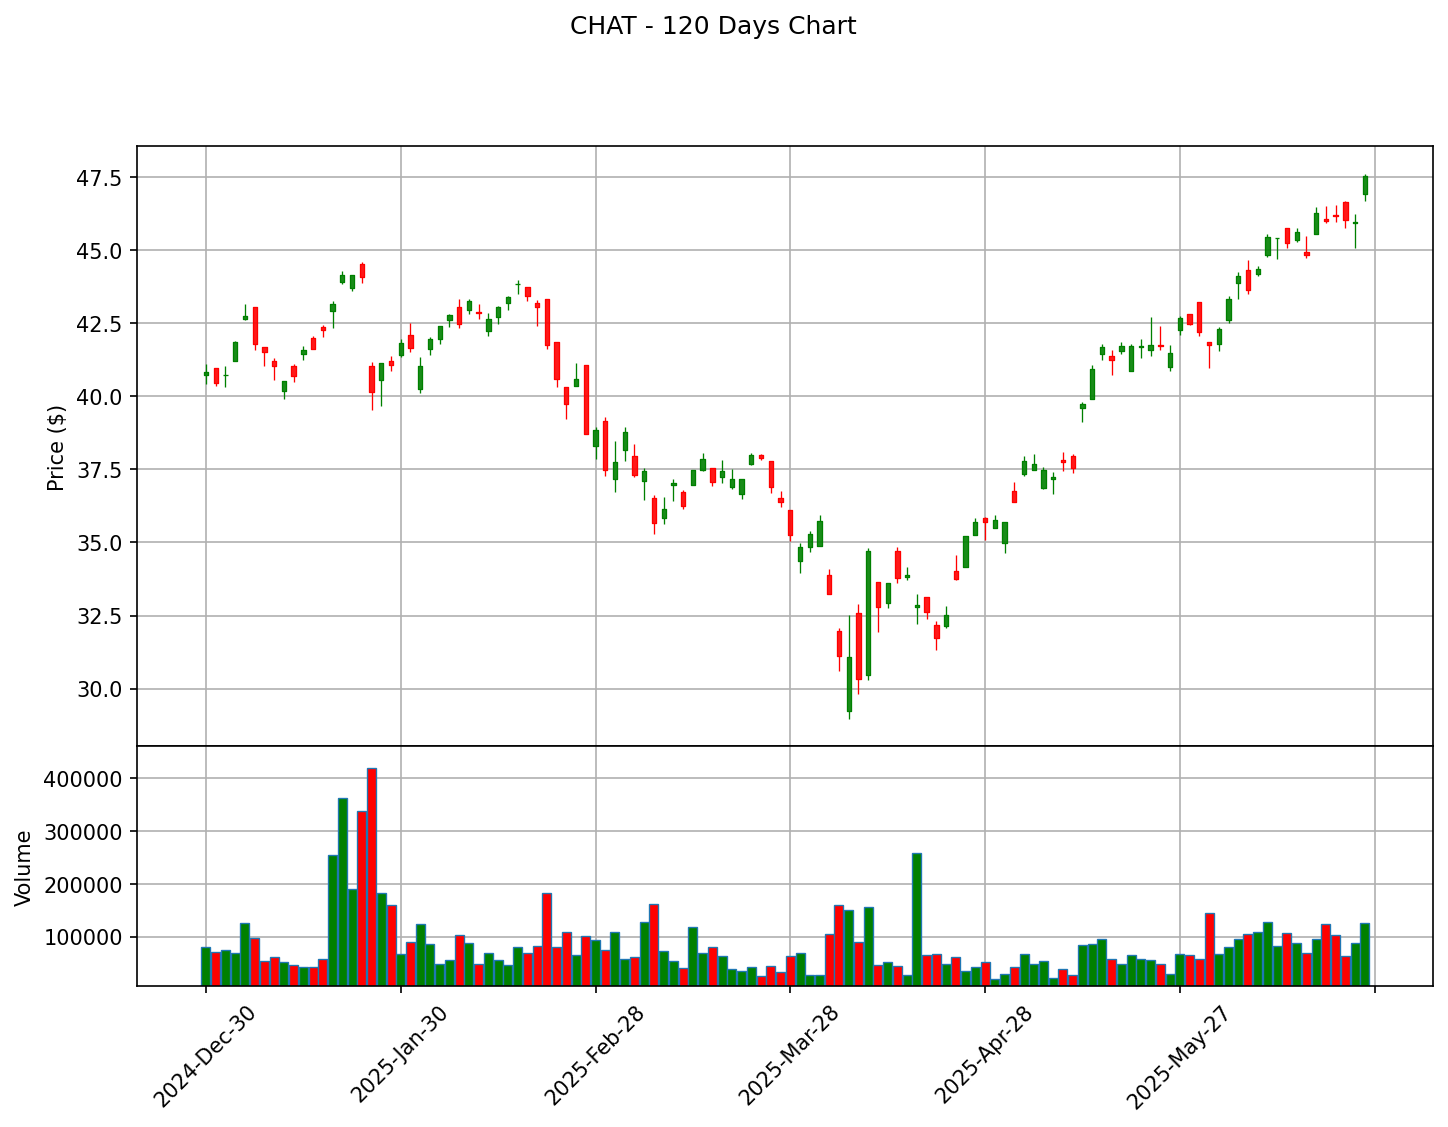 CHAT - 120 Days Chart
Price ($)
47.5
45.0
42.5
40.0
37.5
35.0
32.5
30.0
Volume
400000
300000
200000
100000
2024-Dec-30
2025-Jan-30
2025-Feb-28
2025-Mar-28
2025-Apr-28
2025-May-27